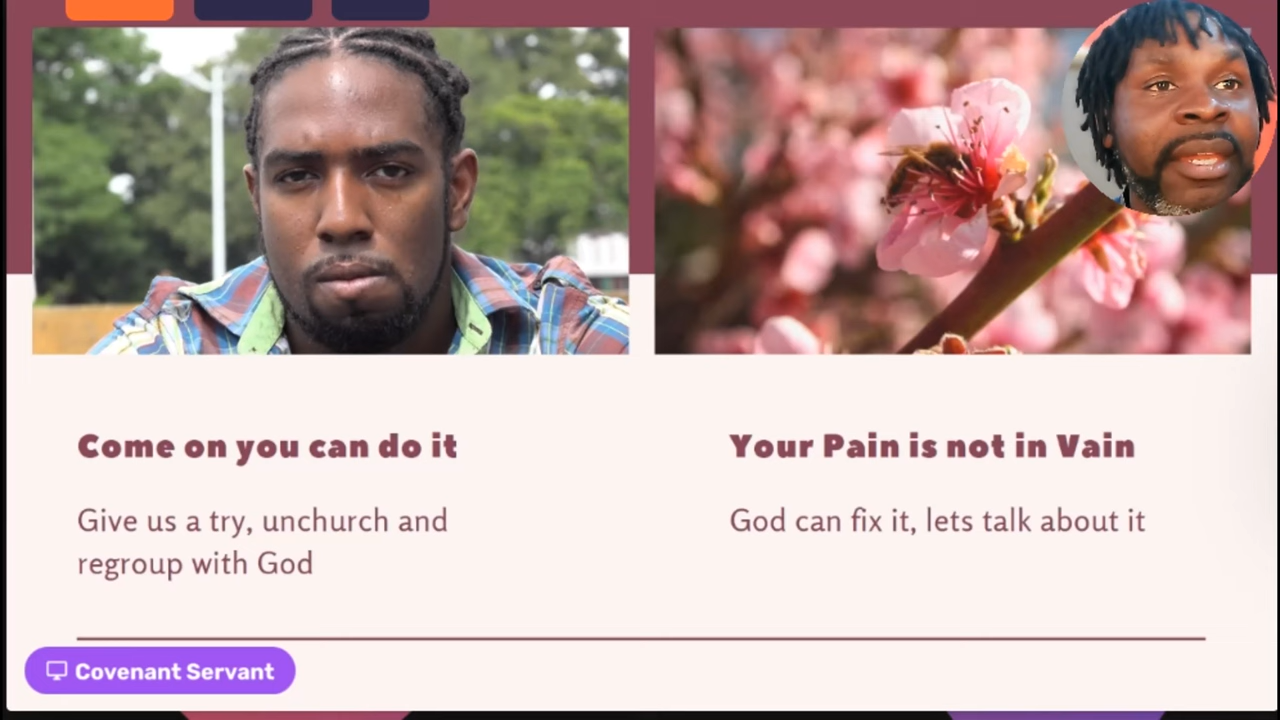 Come on you can do it
Give us a try, unchurch and
regroup with God
Your Pain is not in Vain
God can fix it, lets talk about it
Covenant Servant